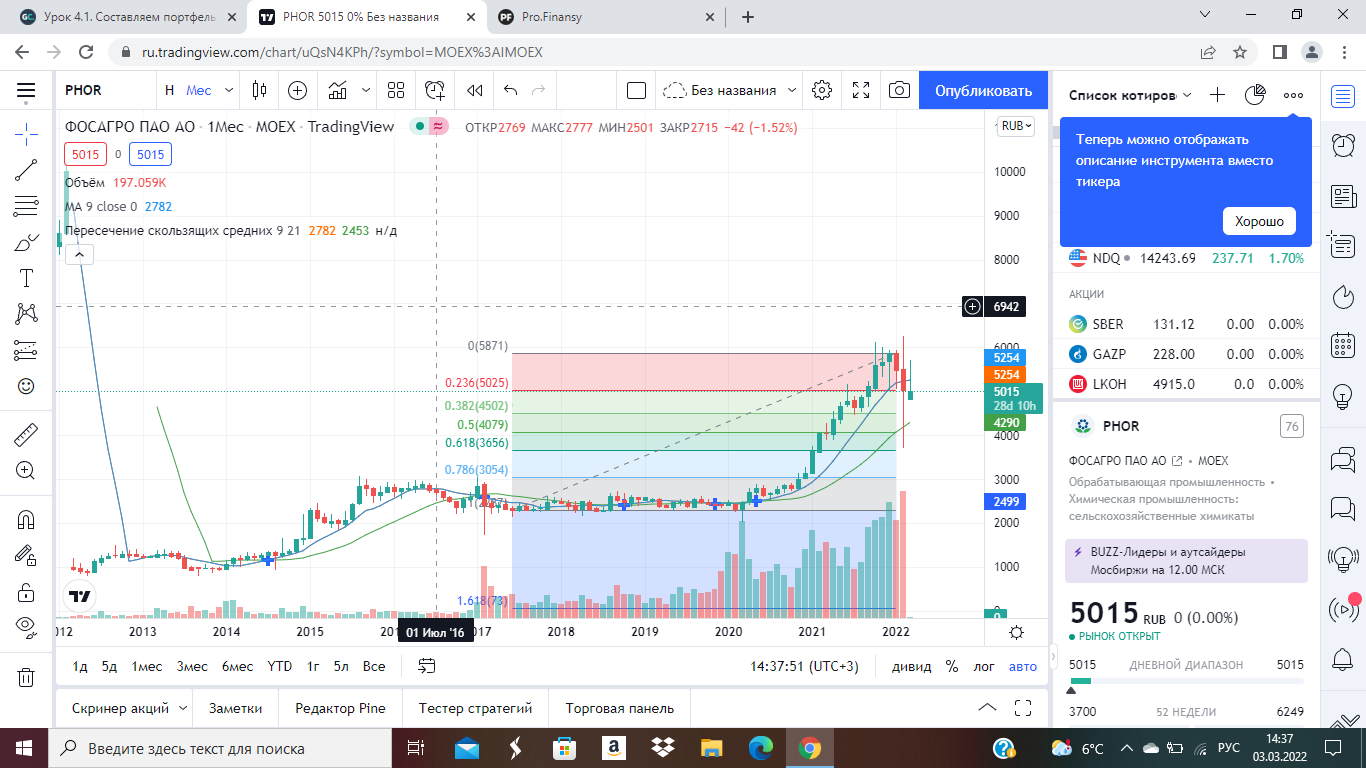 Урок 4.1. Составляем портфель
PHOR 5015 0% Без названия
Pro.Finansy
ru.tradingview.com/chart/uQsN4KPh/?symbol=MOEX%3AIMOEX
PHOR
Н Мес
Без названия
Опубликовать
Список котиров
ФОСАГРО ПАО АО · 1Мес · MOEX · TradingView
ОТКР2769 МАКС2777 МИН2501 ЗАКР2715 −42 (−1.52%)
RUB
5015 0 5015
Объём 197.059K
MA 9 close 0 2782
Пересечение скользящих средних 9 21 2782 2453 н/д
Теперь можно отображать
описание инструмента вместо
тикера
Хорошо
10000
9000
8000
6942
6000
5254
5254
5015
28d 10h
4290
4000
3000
2499
2000
1000
0(5871)
0.236(5025)
0.382(4502)
0.5(4079)
0.618(3656)
0.786(3054)
1.618(73)
2012 2013 2014 2015 01 Июл '16 2017 2018 2019 2020 2021 2022
NDQ 14243.69 237.71 1.70%
АКЦИИ
SBER 131.12 0.00 0.00%
GAZP 228.00 0.00 0.00%
LKOH 4915.0 0.0 0.00%
PHOR 76
ФОСАГРО ПАО АО • MOEX
Обрабатывающая промышленность •
Химическая промышленность:
сельскохозяйственные химикаты
BUZZ-Лидеры и аутсайдеры
Мосбиржи на 12.00 МСК
5015 RUB 0 (0.00%)
РЫНОК ОТКРЫТ
5015 ДНЕВНОЙ ДИАПАЗОН 5015
3700 52 НЕДЕЛИ 6249
1д 5д 1мес 3мес 6мес YTD 1г 5л Все
14:37:51 (UTC+3) дивид % лог авто
Скринер акций Заметки Редактор Pine Тестер стратегий Торговая панель
Введите здесь текст для поиска
6°C
РУС
14:37
03.03.2022